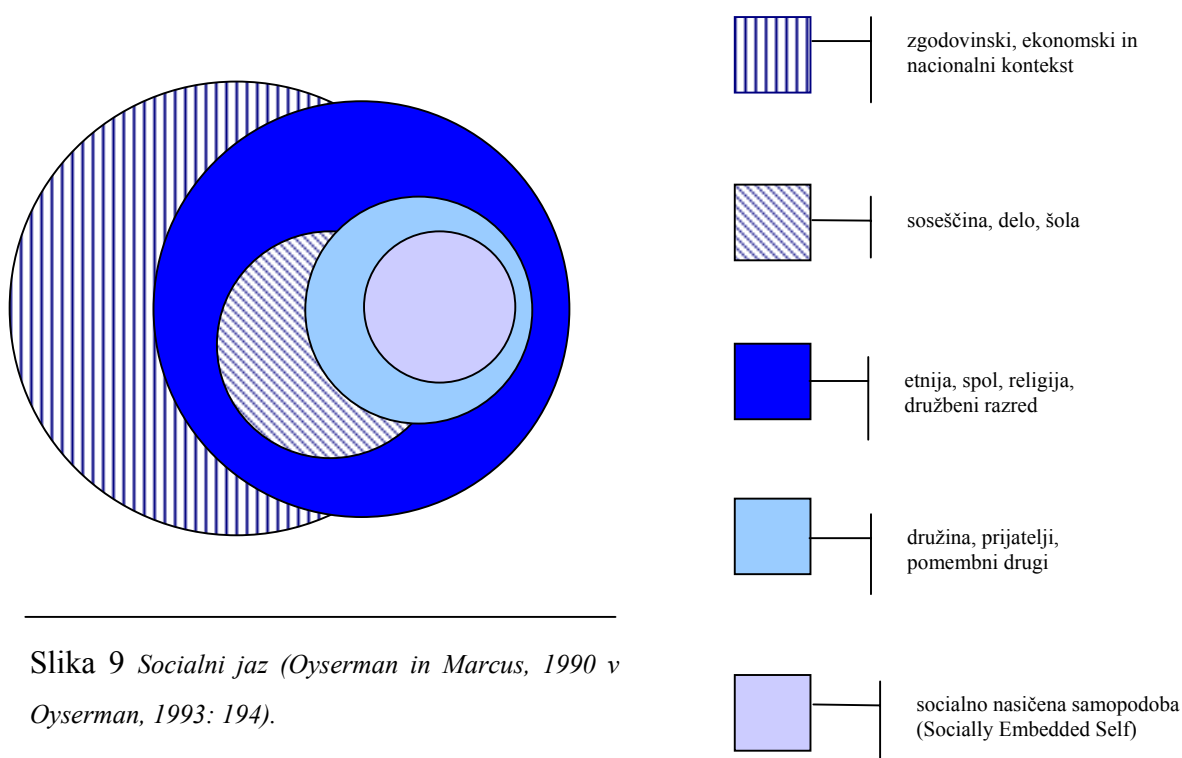 zgodovinski, ekonomski in
nacionalni kontekst
soseščina, delo, šola
etnija, spol, religija,
družbeni razred
družina, prijatelji,
pomembni drugi
socialno nasičena samopodoba
(Socially Embedded Self)
Slika 9 Socialni jaz (Oyserman in Marcus, 1990 v
Oyserman, 1993: 194).